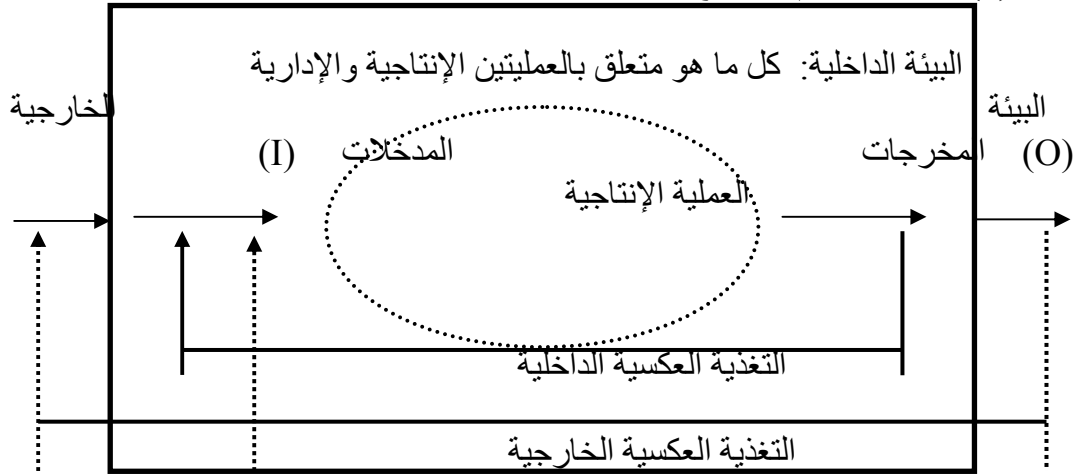 البيئة الداخلية: كل ما هو متعلق بالعمليتين الإنتاجية والإدارية
البيئة
الخارجية
(O) المخرجات
المدخلات (I)
العملية الإنتاجية
التغذية العكسية الداخلية
التغذية العكسية الخارجية